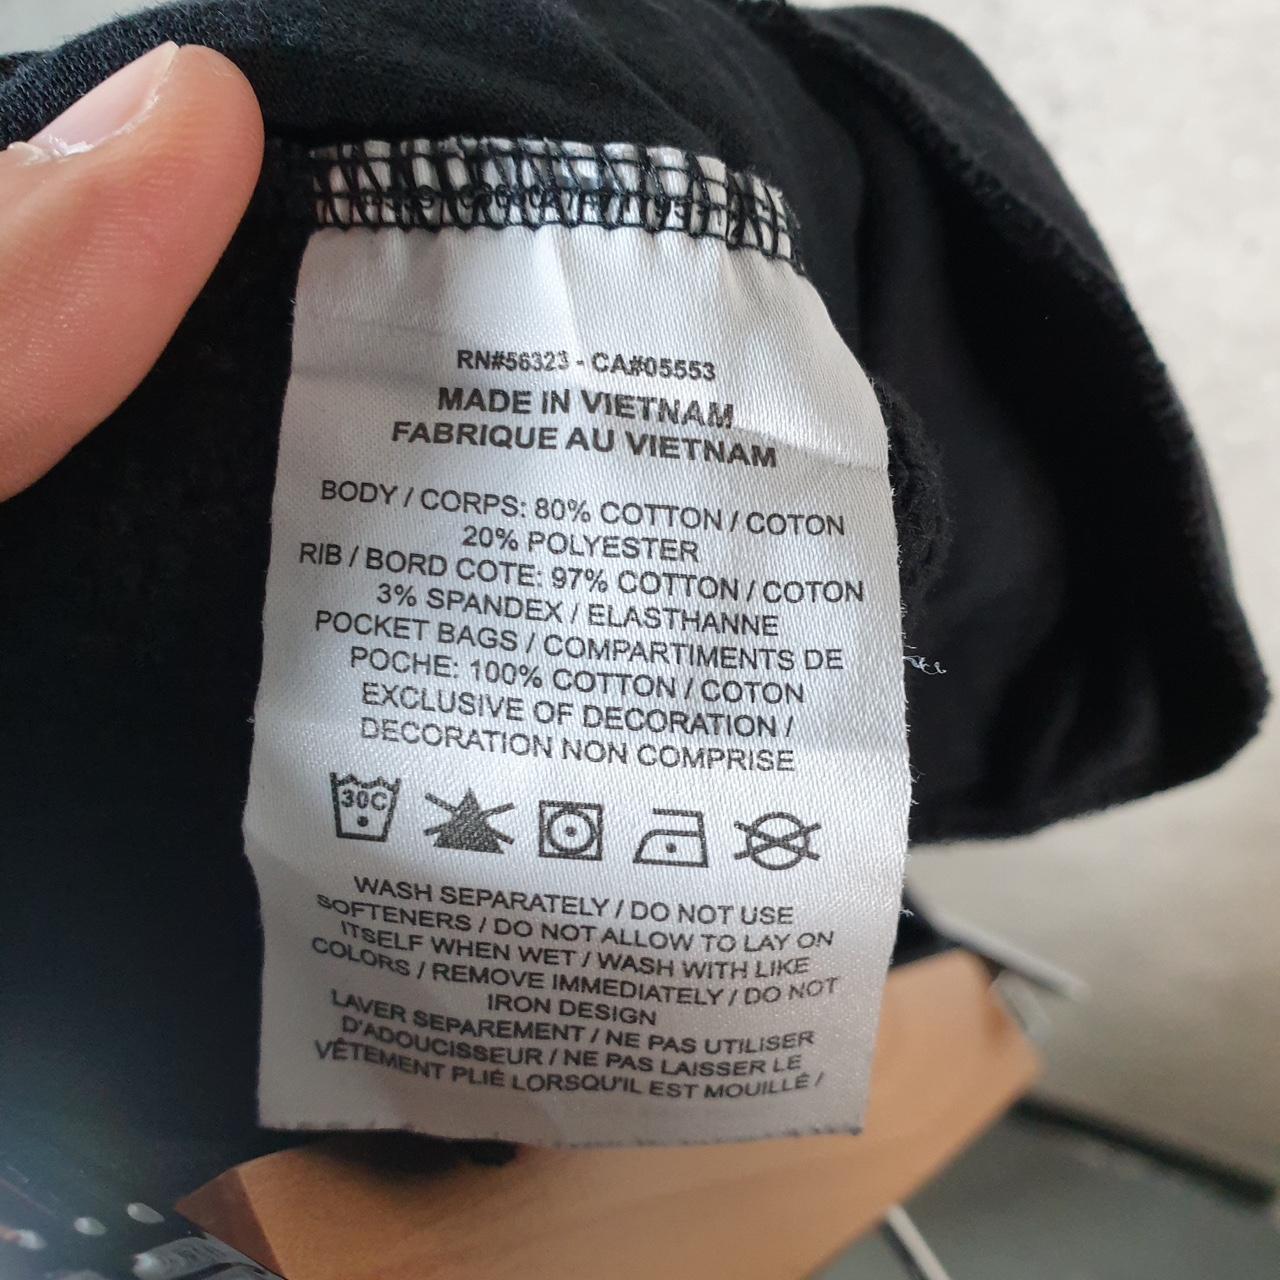 RN#56323 - CA#05553
MADE IN VIETNAM
FABRIQUE AU VIETNAM
BODY / CORPS: 80% COTTON / COTON
20% POLYESTER
RIB / BORD COTE: 97% COTTON / COTON
3% SPANDEX / ELASTHANNE
POCKET BAGS / COMPARTIMENTS DE
POCHE: 100% COTTON / COTON
EXCLUSIVE OF DECORATION /
DECORATION NON COMPRISE
30C
WASH SEPARATELY / DO NOT USE
SOFTENERS / DO NOT ALLOW TO LAY ON
ITSELF WHEN WET / WASH WITH LIKE
COLORS / REMOVE IMMEDIATELY / DO NOT
IRON DESIGN
LAVER SEPAREMENT / NE PAS UTILISER
D'ADOUCISSEUR / NE PAS LAISSER LE
VÊTEMENT PLIÉ LORSQU'IL EST MOUILLÉ /